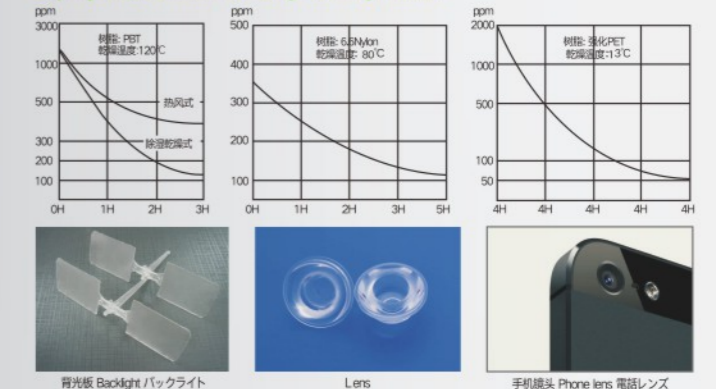 ppm
3000
1000
500
300
200
100
树脂: PBT
乾燥温度:120℃
热风式
除湿乾燥式
0H 1H 2H 3H
ppm
500
400
300
200
100
树脂: 6.6Nylon
乾燥温度: 80℃
0H 1H 2H 3H 5H
ppm
2000
1000
500
100
50
树脂: 强化PET
乾燥温度:13℃
4H 4H 4H 4H 4H
背光板 Backlight バックライト
Lens
手机鏡头 Phone lens 電話レンズ